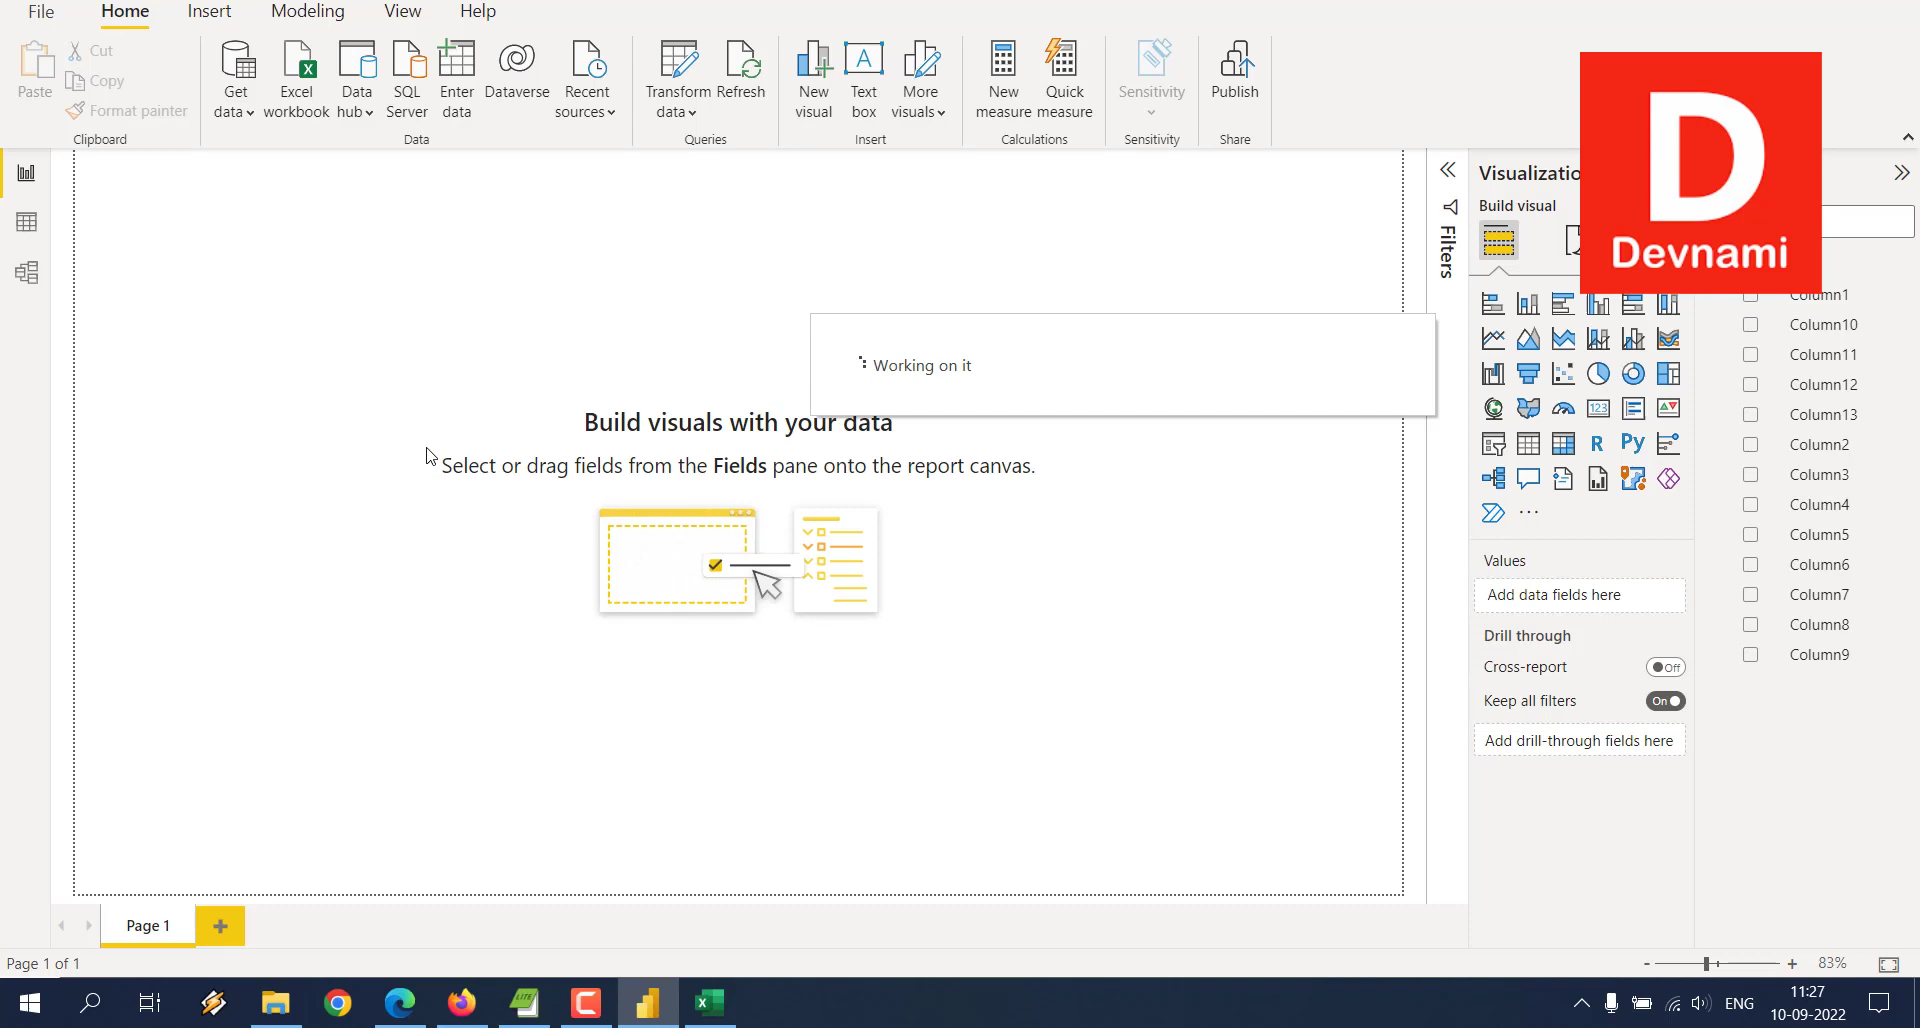 File Home Insert Modeling View Help
Paste
Cut
Copy
Format painter
Clipboard
Get data
Excel workbook
Data hub
SQL Server
Enter data
Dataverse
Recent sources
Data
Transform data
Refresh
Queries
New visual
Text box
More visuals
Insert
New measure
Quick measure
Calculations
Sensitivity
Sensitivity
Publish
Share
D
Devnami
Working on it
Build visuals with your data
Select or drag fields from the Fields pane onto the report canvas.
Filters
Visualizatio
Build visual
123
R
Py
Values
Add data fields here
Drill through
Cross-report
Off
Keep all filters
On
Add drill-through fields here
Column1
Column10
Column11
Column12
Column13
Column2
Column3
Column4
Column5
Column6
Column7
Column8
Column9
Page 1
Page 1 of 1
83%
LITE
ENG
11:27
10-09-2022